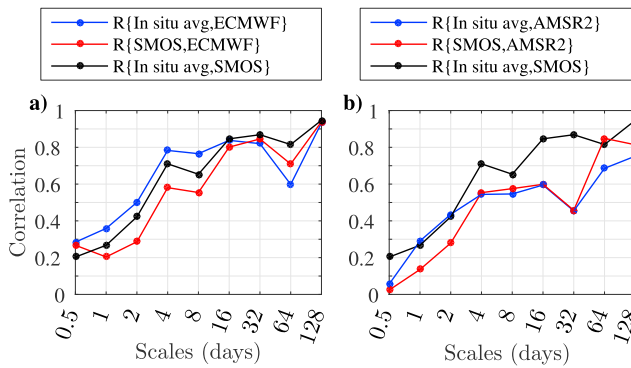 R{In situ avg,ECMWF}
R{SMOS,ECMWF}
R{In situ avg,SMOS}
R{In situ avg,AMSR2}
R{SMOS,AMSR2}
R{In situ avg,SMOS}
a)
b)
1
0.8
0.6
0.4
0.2
0
Correlation
0.5 1 2 4 8 16 32 64 128
Scales (days)
1
0.8
0.6
0.4
0.2
0
0.5 1 2 4 8 16 32 64 128
Scales (days)